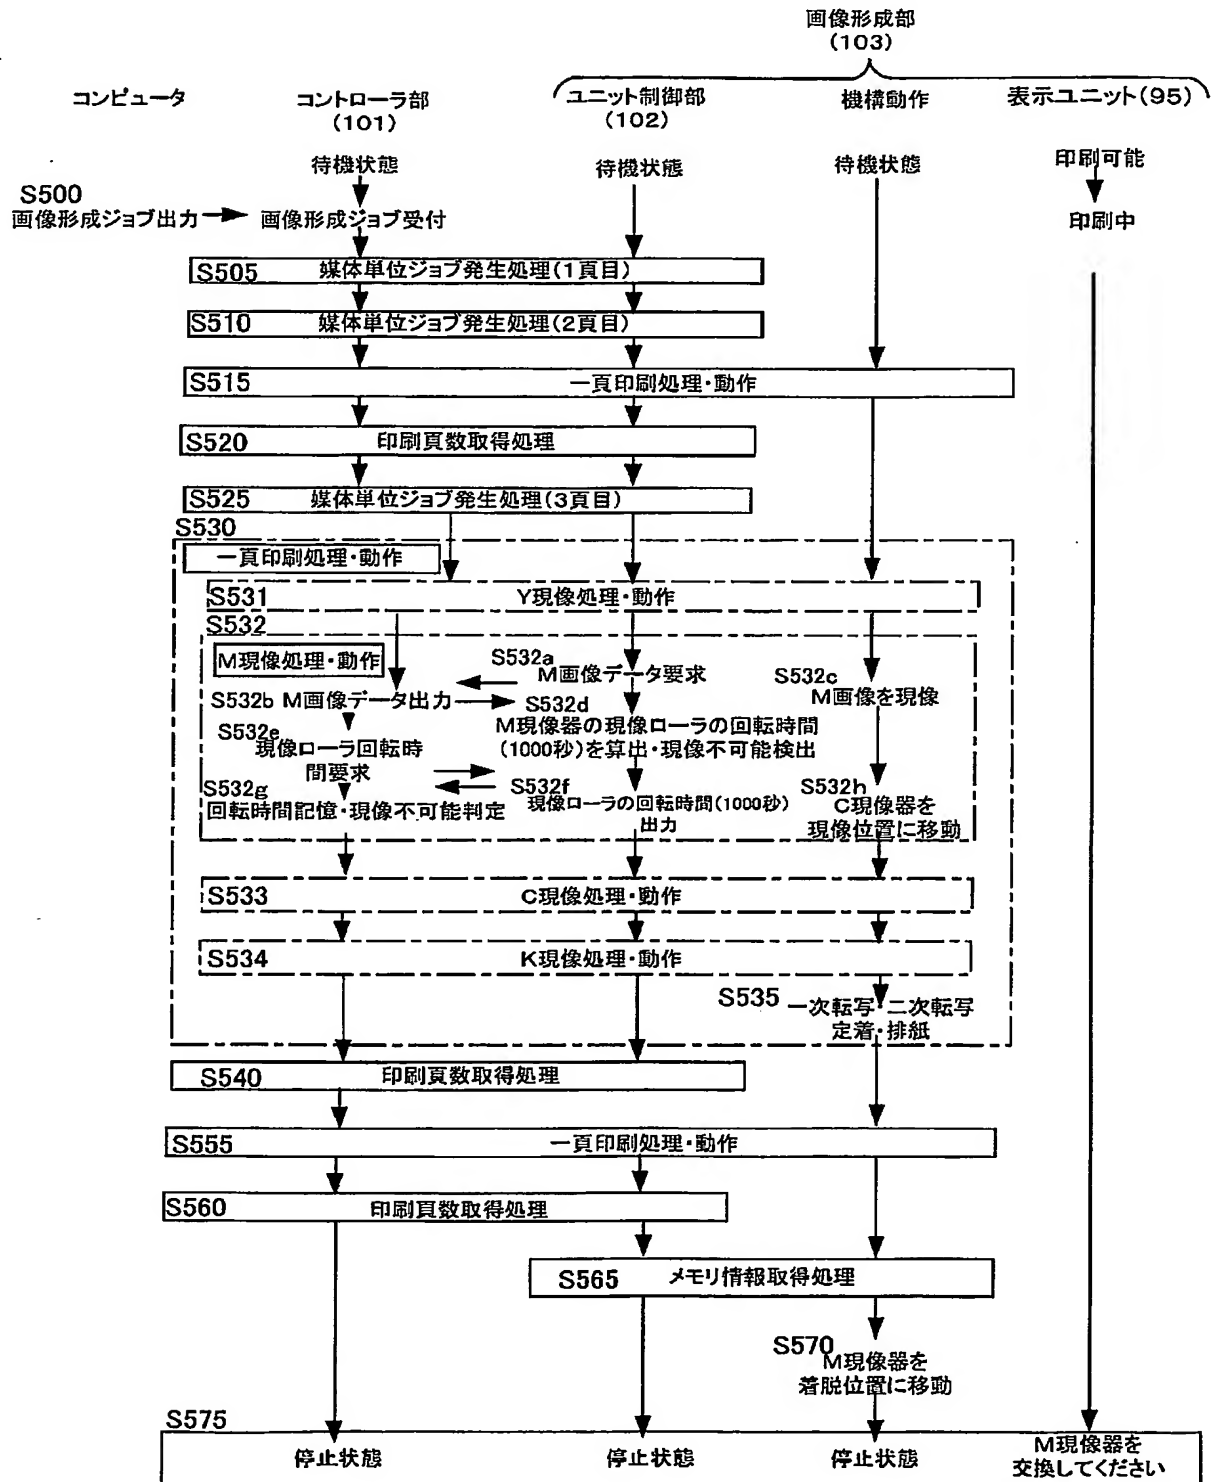 画像形成部
(103)
コンピュータ
コントローラ部
(101)
ユニット制御部
(102)
機構動作
表示ユニット(95)
待機状態
待機状態
待機状態
印刷可能
S500
画像形成ジョブ出力
画像形成ジョブ受付
印刷中
S505
媒体単位ジョブ発生処理(1頁目)
S510
媒体単位ジョブ発生処理(2頁目)
S515
一頁印刷処理・動作
S520
印刷頁数取得処理
S525
媒体単位ジョブ発生処理(3頁目)
S530
一頁印刷処理・動作
S531
Y現像処理・動作
S532
M現像処理・動作
S532a
M画像データ要求
S532b M画像データ出力
S532c
M画像を現像
S532d
M現像器の現像ローラの回転時間
(1000秒)を算出・現像不可能検出
S532e
現像ローラ回転時
間要求
S532f
現像ローラの回転時間(1000秒)
出力
S532g
回転時間記憶・現像不可能判定
S532h
C現像器を
現像位置に移動
S533
C現像処理・動作
S534
K現像処理・動作
S535
一次転写・二次転写
定着・排紙
S540
印刷頁数取得処理
S555
一頁印刷処理・動作
S560
印刷頁数取得処理
S565
メモリ情報取得処理
S570
M現像器を
着脱位置に移動
S575
停止状態
停止状態
停止状態
M現像器を
交換してください